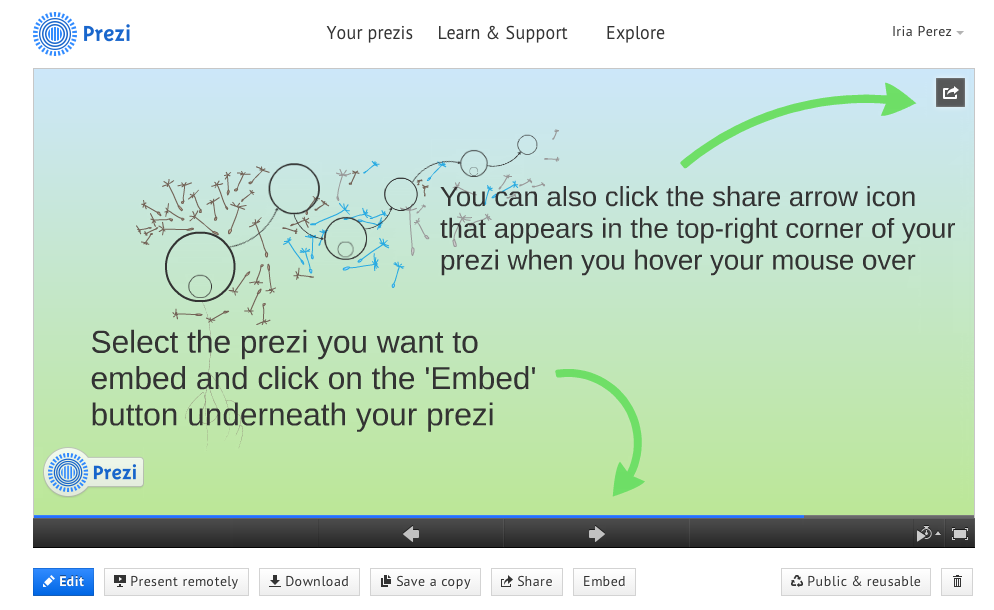 Prezi
Your prezis Learn & Support Explore
Iria Perez
You can also click the share arrow icon
that appears in the top-right corner of your
prezi when you hover your mouse over
Select the prezi you want to
embed and click on the 'Embed'
button underneath your prezi
Prezi
Edit Present remotely Download Save a copy Share Embed Public & reusable